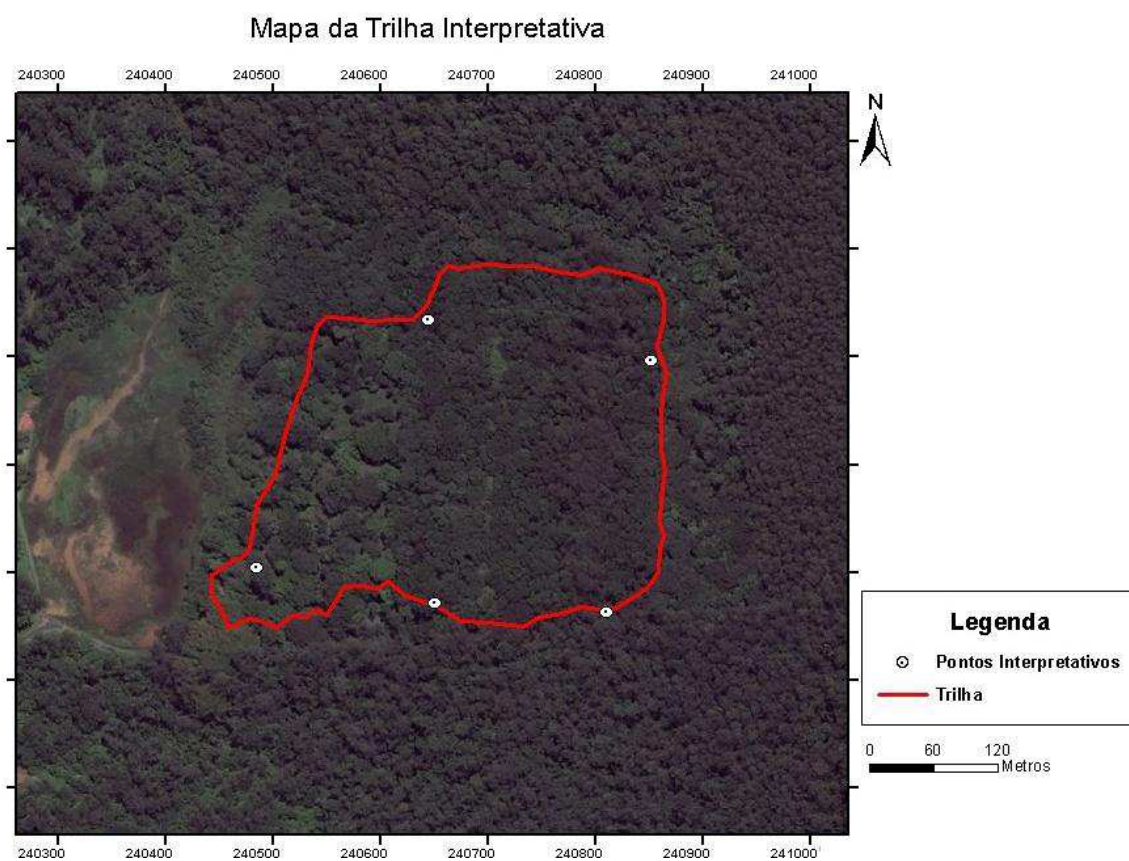 Mapa da Trilha Interpretativa
240300 240400 240500 240600 240700 240800 240900 241000
N
Legenda
Pontos Interpretativos
Trilha
0 60 120
Metros
240300 240400 240500 240600 240700 240800 240900 241000